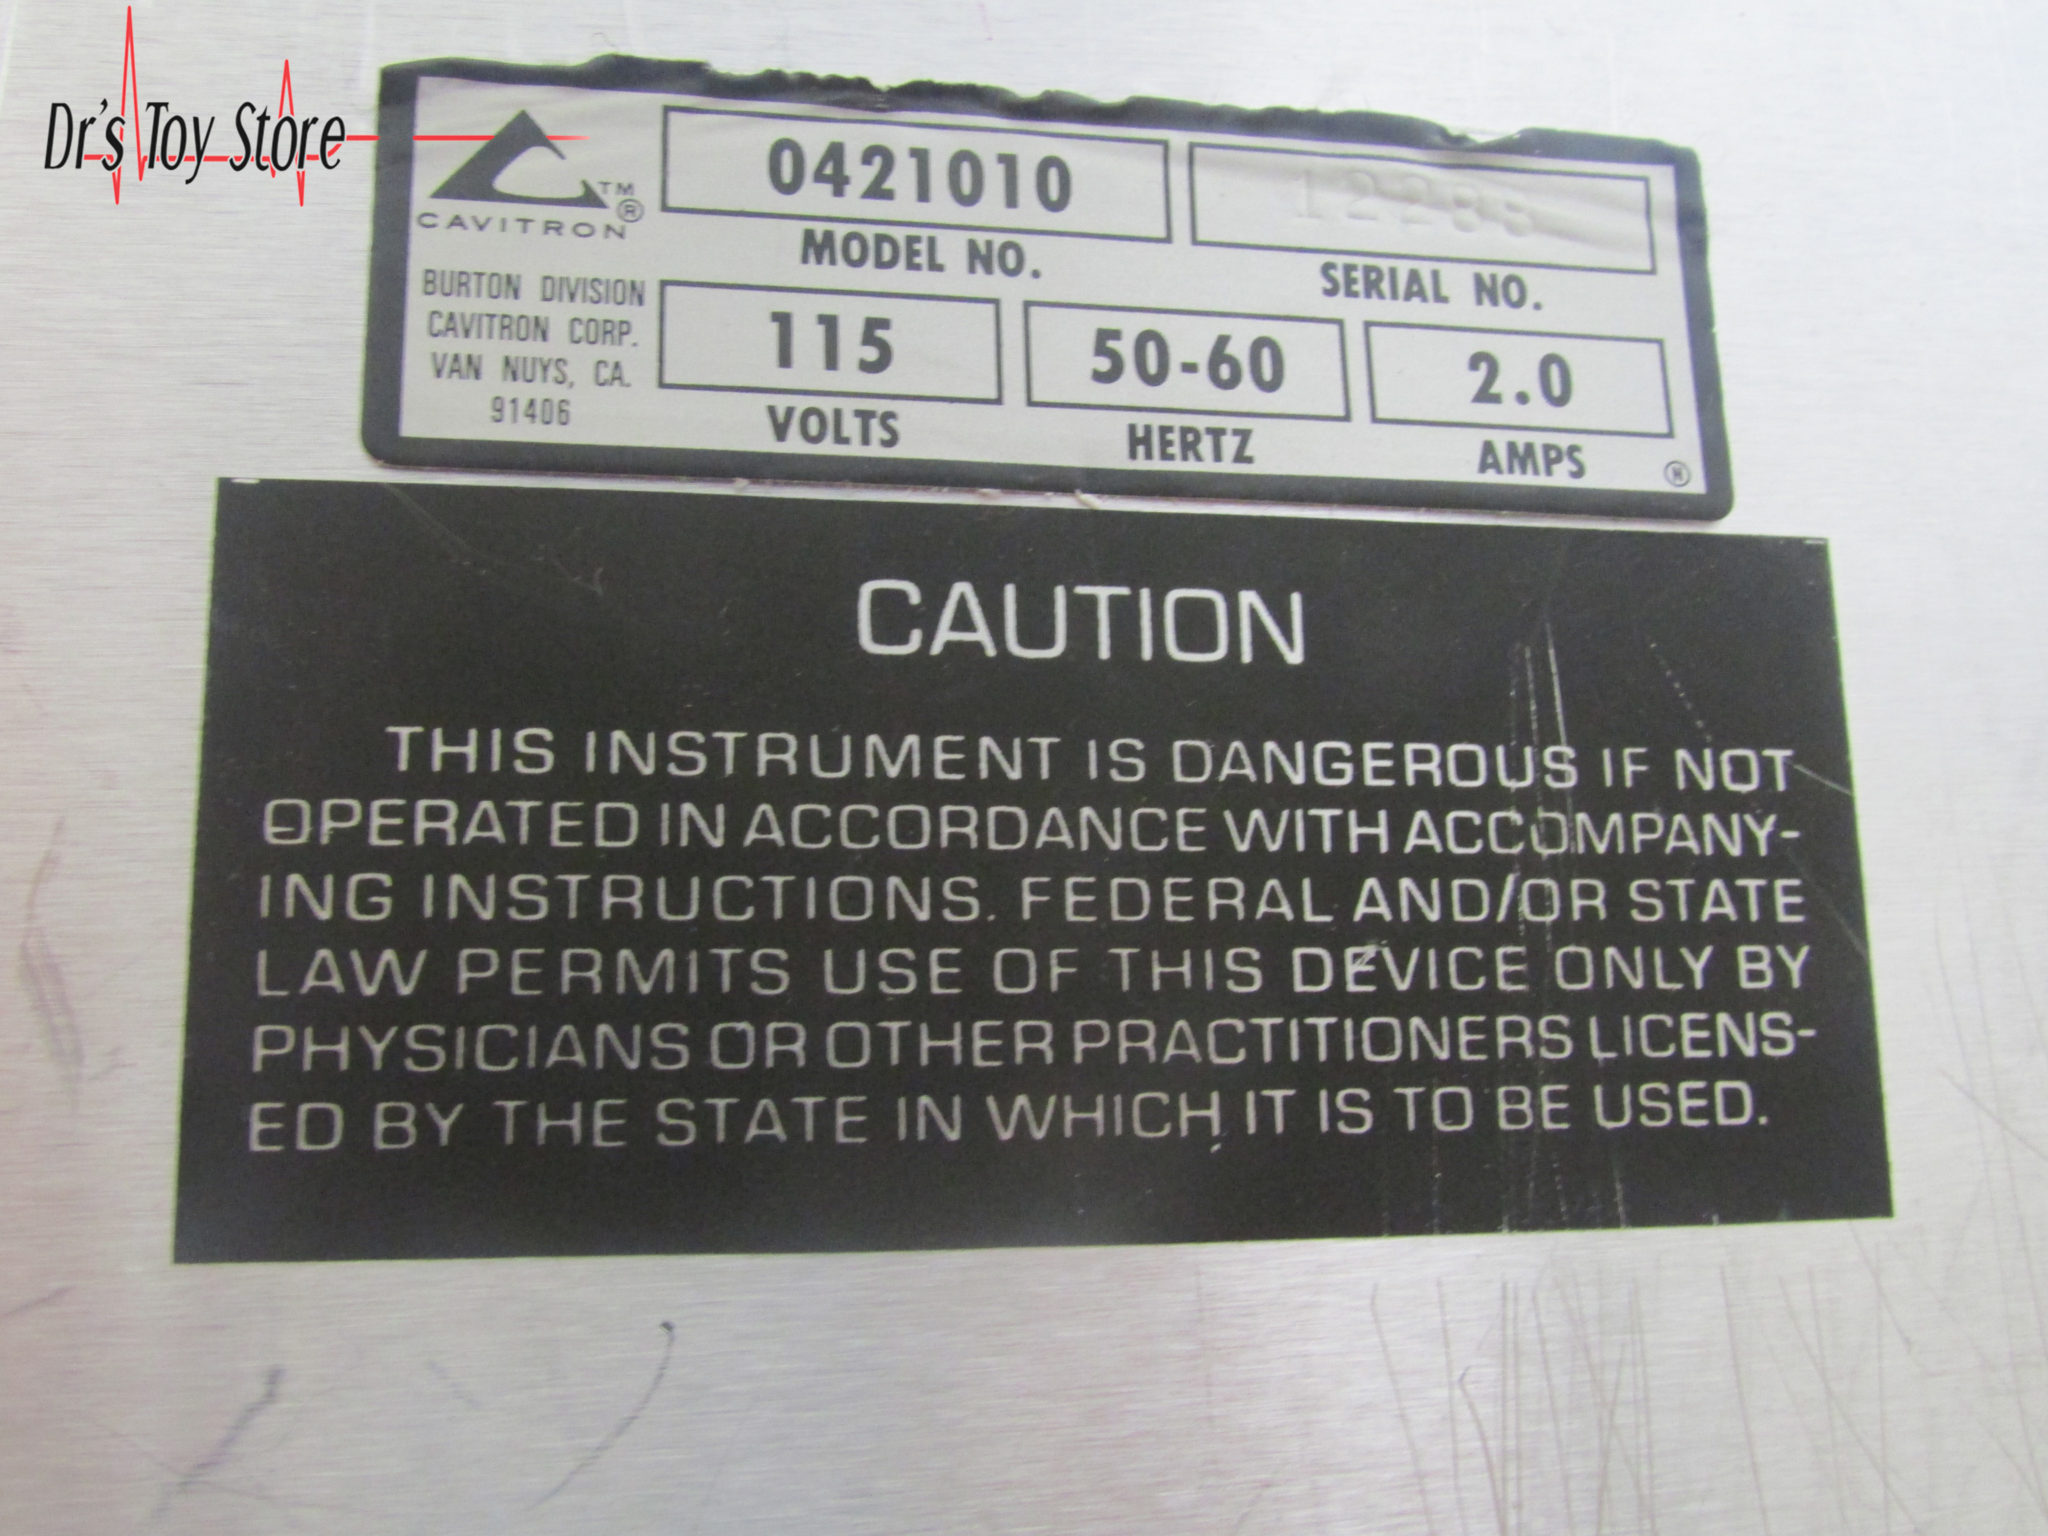 Dr's Toy Store
CAVITRON™®
0421010
MODEL NO.
SERIAL NO.
BURTON DIVISION
CAVITRON CORP.
VAN NUYS, CA.
91406
115
VOLTS
50-60
HERTZ
2.0
AMPS
CAUTION
THIS INSTRUMENT IS DANGEROUS IF NOT
OPERATED IN ACCORDANCE WITH ACCOMPANY-
ING INSTRUCTIONS. FEDERAL AND/OR STATE
LAW PERMITS USE OF THIS DEVICE ONLY BY
PHYSICIANS OR OTHER PRACTITIONERS LICENS-
ED BY THE STATE IN WHICH IT IS TO BE USED.